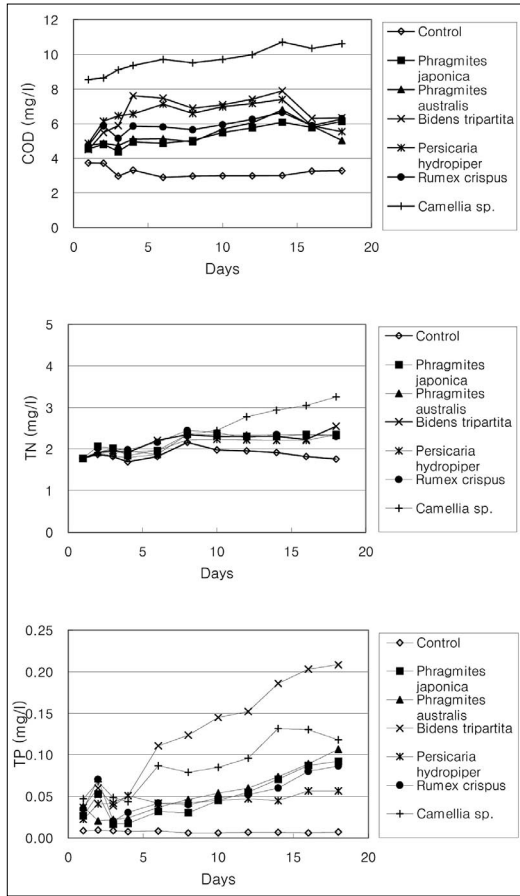 12
10
8
6
4
2
0
COD (mg/l)
0 5 10 15 20
Days
Control
Phragmites
japonica
Phragmites
australis
Bidens tripartita
Persicaria
hydropiper
Rumex crispus
Camellia sp.
5
4
3
2
1
0
TN (mg/l)
0 5 10 15 20
Days
Control
Phragmites
japonica
Phragmites
australis
Bidens tripartita
Persicaria
hydropiper
Rumex crispus
Camellia sp.
0.25
0.20
0.15
0.10
0.05
0.00
TP (mg/l)
0 5 10 15 20
Days
Control
Phragmites
japonica
Phragmites
australis
Bidens tripartita
Persicaria
hydropiper
Rumex crispus
Camellia sp.